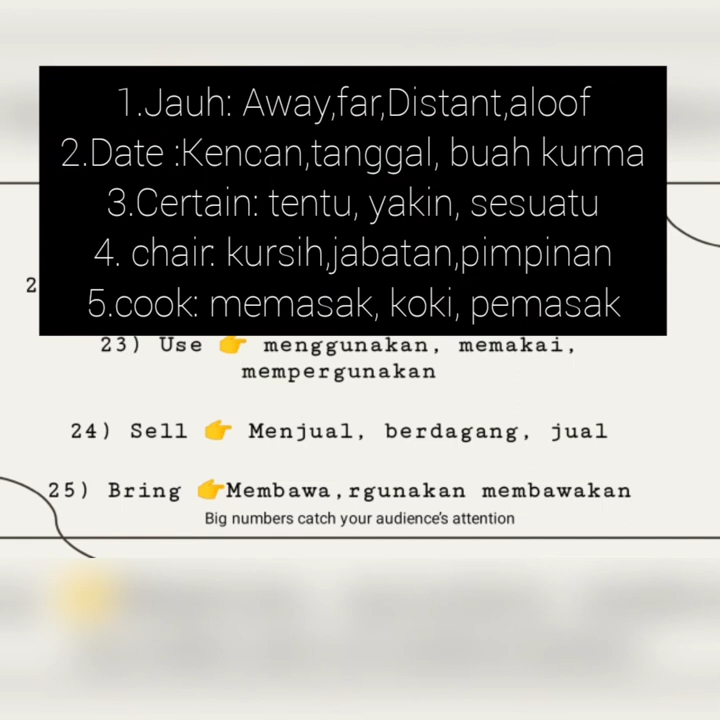 1.Jauh: Away,far,Distant,aloof
2.Date :Kencan,tanggal, buah kurma
3.Certain: tentu, yakin, sesuatu
4. chair: kursih,jabatan,pimpinan
5.cook: memasak, koki, pemasak
2
23) Use 👉 menggunakan, memakai,
mempergunakan
24) Sell 👉 Menjual, berdagang, jual
25) Bring 👉Membawa,rgunakan membawakan
Big numbers catch your audience's attention